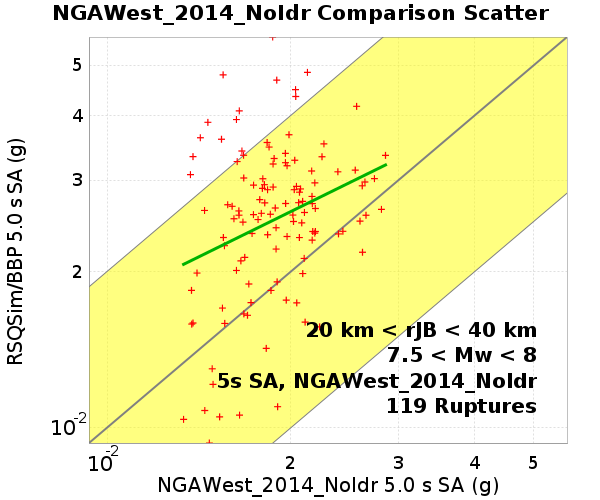 NGAWest_2014_NoIdr Comparison Scatter
RSQSim/BBP 5.0 s SA (g)
5
4
3
2
10-2
20 km < rJB < 40 km
7.5 < Mw < 8
5s SA, NGAWest_2014_NoIdr
119 Ruptures
10-2 2 3 4 5
NGAWest_2014_NoIdr 5.0 s SA (g)